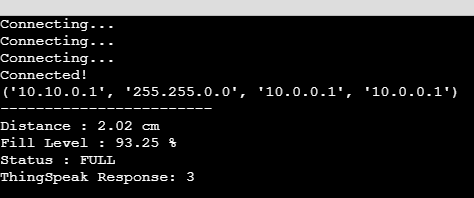 Connecting...
Connecting...
Connecting...
Connected!
('10.10.0.1', '255.255.0.0', '10.0.0.1', '10.0.0.1')
------------------------
Distance : 2.02 cm
Fill Level : 93.25 %
Status : FULL
ThingSpeak Response: 3